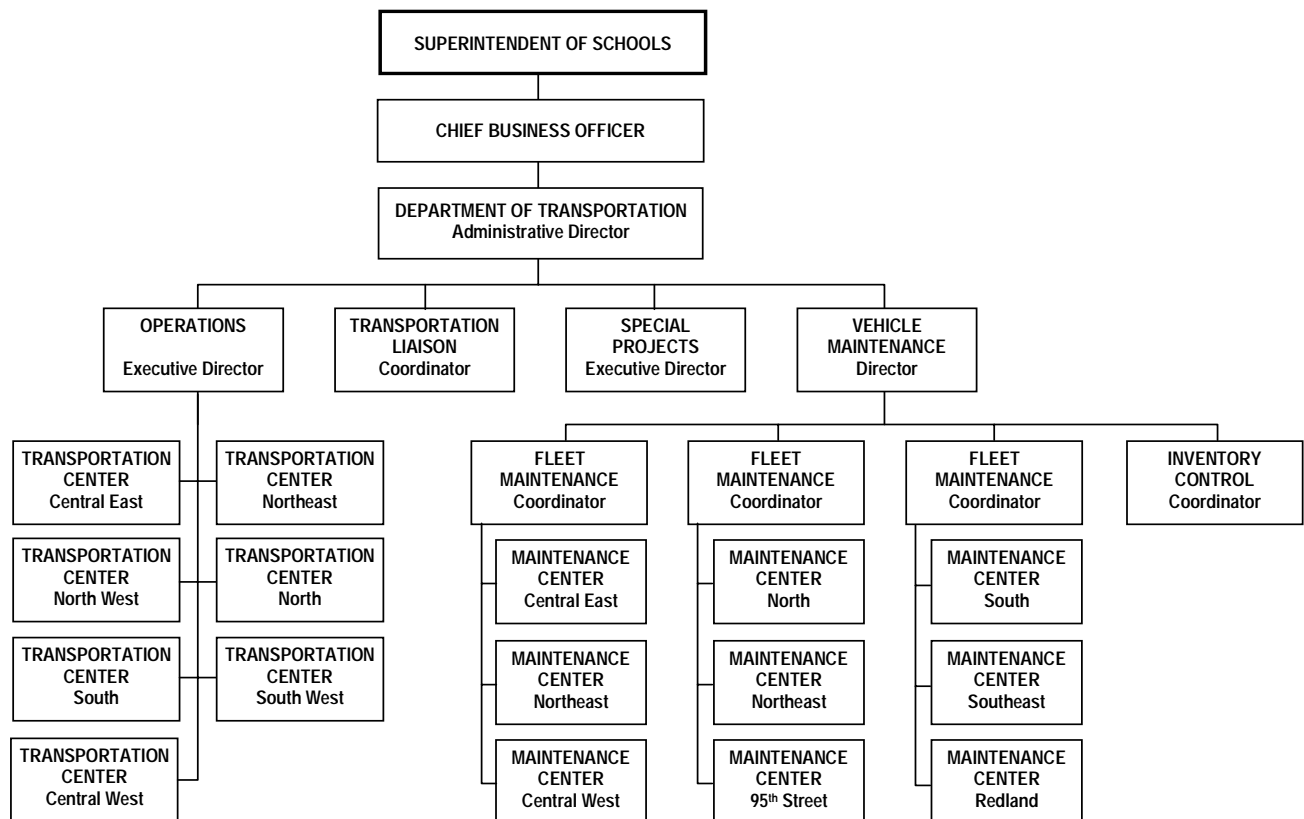 SUPERINTENDENT OF SCHOOLS
CHIEF BUSINESS OFFICER
DEPARTMENT OF TRANSPORTATION
Administrative Director
OPERATIONS
Executive Director
TRANSPORTATION
LIAISON
Coordinator
SPECIAL
PROJECTS
Executive Director
VEHICLE
MAINTENANCE
Director
TRANSPORTATION
CENTER
Central East
TRANSPORTATION
CENTER
Northeast
TRANSPORTATION
CENTER
North West
TRANSPORTATION
CENTER
North
TRANSPORTATION
CENTER
South
TRANSPORTATION
CENTER
South West
TRANSPORTATION
CENTER
Central West
FLEET
MAINTENANCE
Coordinator
MAINTENANCE
CENTER
Central East
MAINTENANCE
CENTER
Northeast
MAINTENANCE
CENTER
Central West
FLEET
MAINTENANCE
Coordinator
MAINTENANCE
CENTER
North
MAINTENANCE
CENTER
Northeast
MAINTENANCE
CENTER
95th Street
FLEET
MAINTENANCE
Coordinator
MAINTENANCE
CENTER
South
MAINTENANCE
CENTER
Southeast
MAINTENANCE
CENTER
Redland
INVENTORY
CONTROL
Coordinator